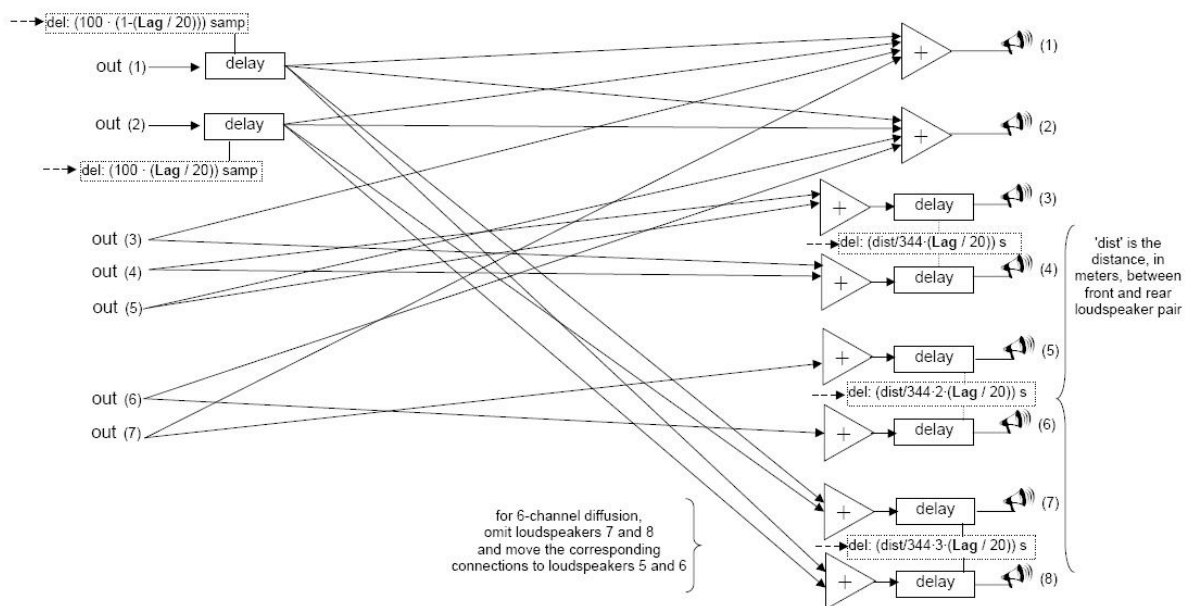 del: (100 · (1-(Lag / 20))) samp
out (1)
delay
+
(1)
out (2)
delay
+
(2)
del: (100 · (Lag / 20)) samp
+
delay
(3)
out (3)
del: (dist/344·(Lag / 20)) s
out (4)
+
delay
(4)
out (5)
'dist' is the
distance, in
meters, between
front and rear
loudspeaker pair
+
delay
(5)
out (6)
del: (dist/344·2·(Lag / 20)) s
out (7)
+
delay
(6)
for 6-channel diffusion,
omit loudspeakers 7 and 8
and move the corresponding
connections to loudspeakers 5 and 6
+
delay
(7)
del: (dist/344·3·(Lag / 20)) s
+
delay
(8)